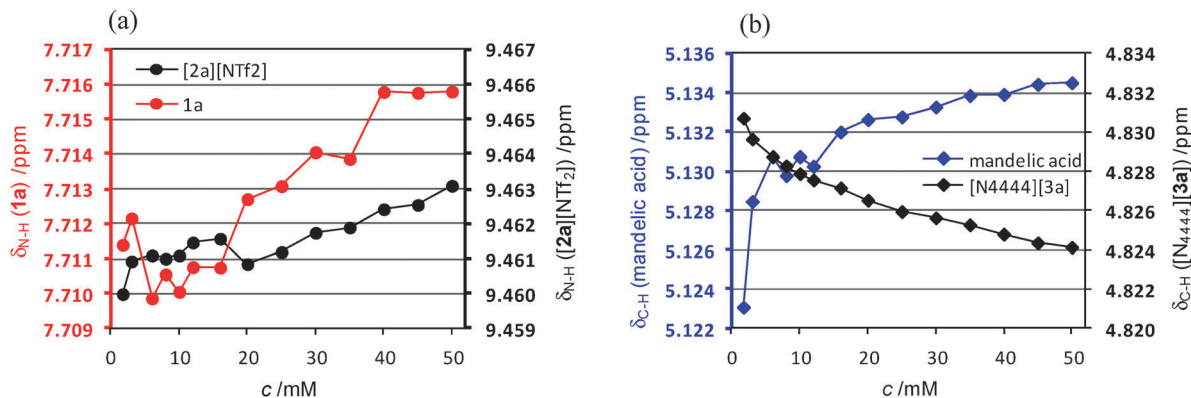 (a)
7.717
7.716
7.715
7.714
7.713
7.712
7.711
7.710
7.709
δN-H (1a) /ppm
[2a][NTf2]
1a
9.467
9.466
9.465
9.464
9.463
9.462
9.461
9.460
9.459
δN-H ([2a][NTf2]) /ppm
0 10 20 30 40 50
c /mM
(b)
5.136
5.134
5.132
5.130
5.128
5.126
5.124
5.122
δC-H (mandelic acid) /ppm
mandelic acid
[N4444][3a]
4.834
4.832
4.830
4.828
4.826
4.824
4.822
4.820
δC-H ([N4444][3a]) /ppm
0 10 20 30 40 50
c /mM